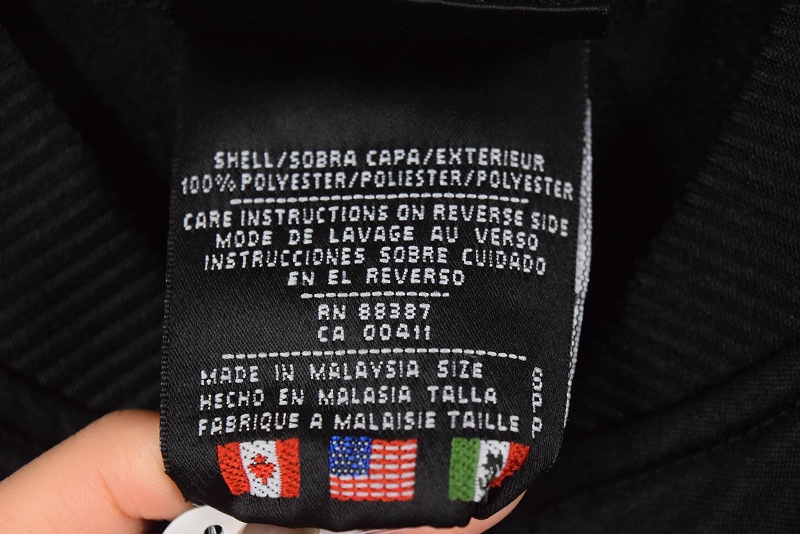 SHELL/SOBRA CAPA/EXTERIEUR
100% POLYESTER/POLIESTER/POLYESTER
CARE INSTRUCTIONS ON REVERSE SIDE
MODE DE LAVAGE AU VERSO
INSTRUCCIONES SOBRE CUIDADO
EN EL REVERSO
RN 88387
CA 00411
MADE IN MALAYSIA SIZE S
HECHO EN MALASIA TALLA P
FABRIQUE A MALAISIE TAILLE P